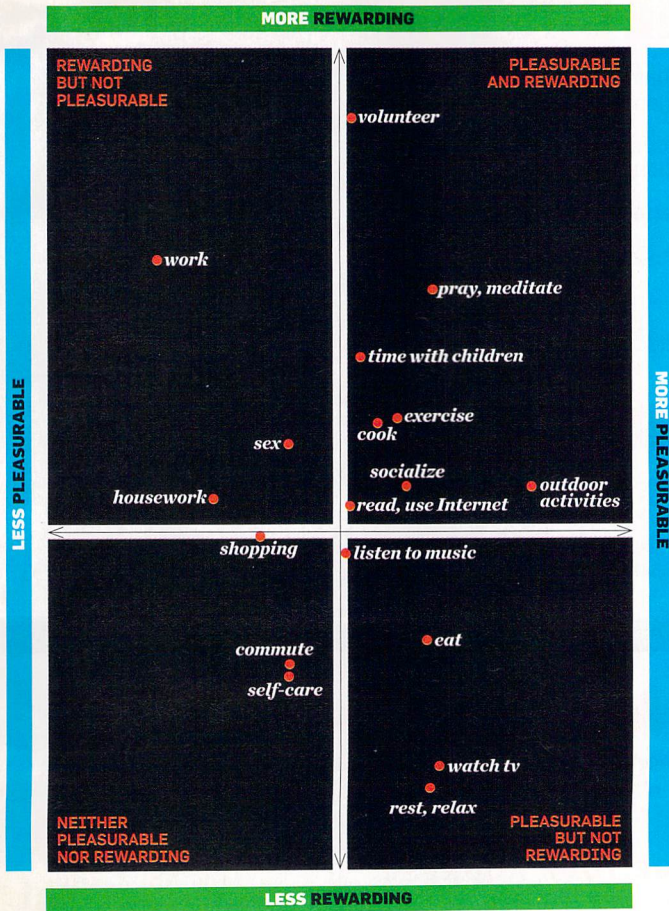 MORE REWARDING
REWARDING
BUT NOT
PLEASURABLE
PLEASURABLE
AND REWARDING
volunteer
work
pray, meditate
time with children
exercise
cook
sex
socialize
outdoor
activities
housework
read, use Internet
LESS PLEASURABLE
MORE PLEASURABLE
shopping
listen to music
eat
commute
self-care
watch tv
rest, relax
NEITHER
PLEASURABLE
NOR REWARDING
PLEASURABLE
BUT NOT
REWARDING
LESS REWARDING